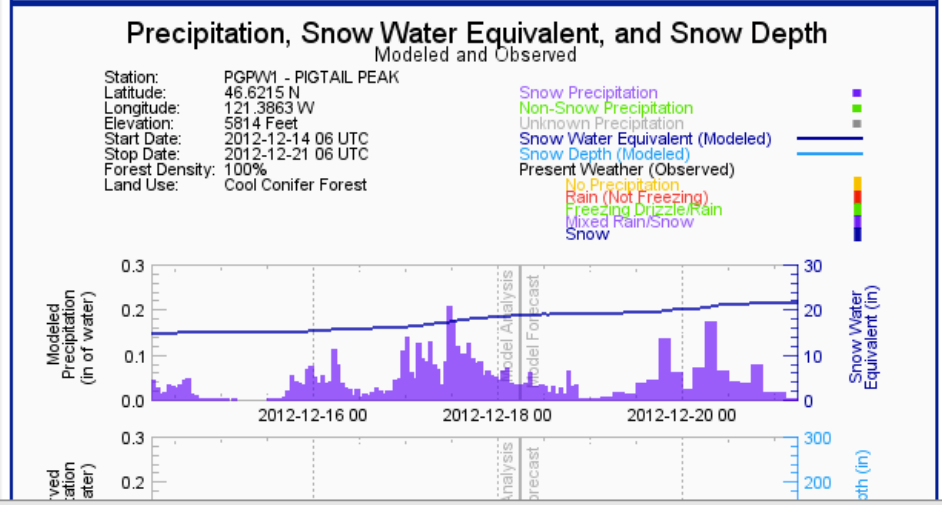 Precipitation, Snow Water Equivalent, and Snow Depth
Modeled and Observed
Station: PGPW1 - PIGTAIL PEAK
Latitude: 46.6215 N
Longitude: 121.3863 W
Elevation: 5814 Feet
Start Date: 2012-12-14 06 UTC
Stop Date: 2012-12-21 06 UTC
Forest Density: 100%
Land Use: Cool Conifer Forest
Snow Precipitation
Non-Snow Precipitation
Unknown Precipitation
Snow Water Equivalent (Modeled)
Snow Depth (Modeled)
Present Weather (Observed)
No Precipitation
Rain (Not Freezing)
Freezing Drizzle/Rain
Mixed Rain/Snow
Snow
Modeled
Precipitation
(in of water)
0.3
0.2
0.1
0.0
Model Analysis
Model Forecast
30
20
10
0
Snow Water
Equivalent (in)
2012-12-16 00
2012-12-18 00
2012-12-20 00
0.3
0.2
Analysis
300
200
(in)